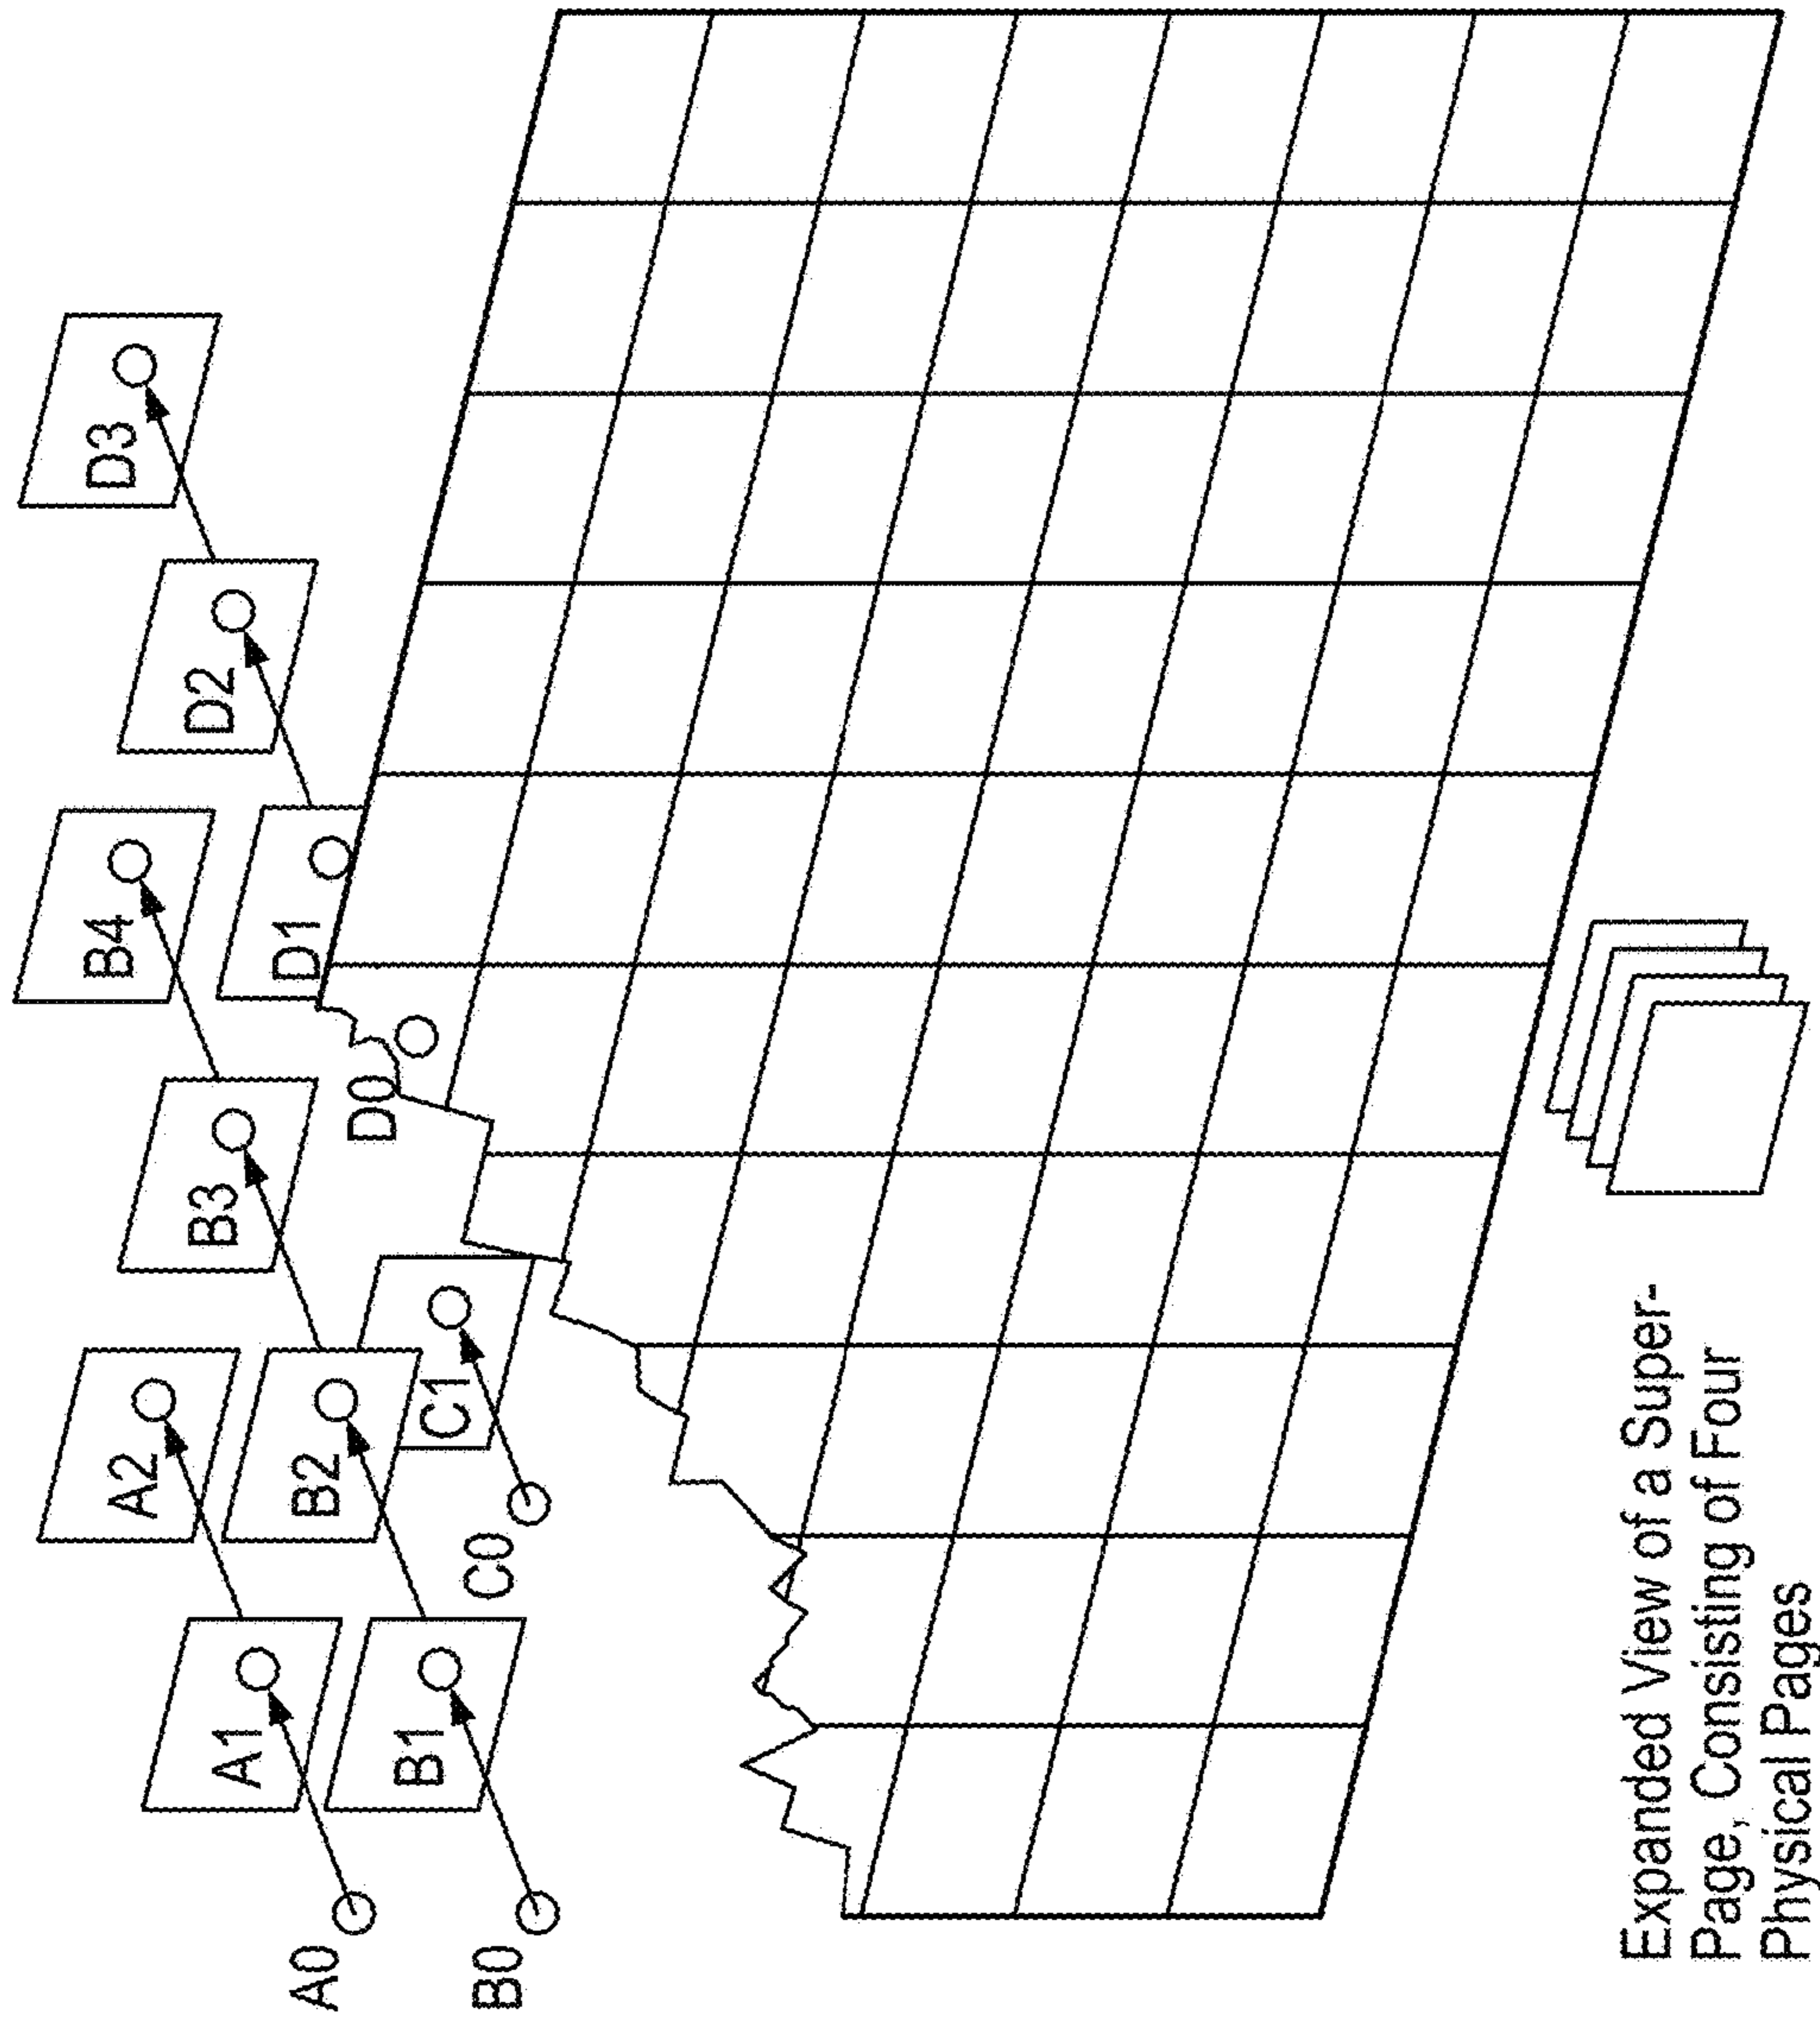 A2
B4
D3
A1
B3
D2
A0
B2
D1
D0
B1
C1
B0
C0
Expanded View of a Super-
Page, Consisting of Four
Physical Pages